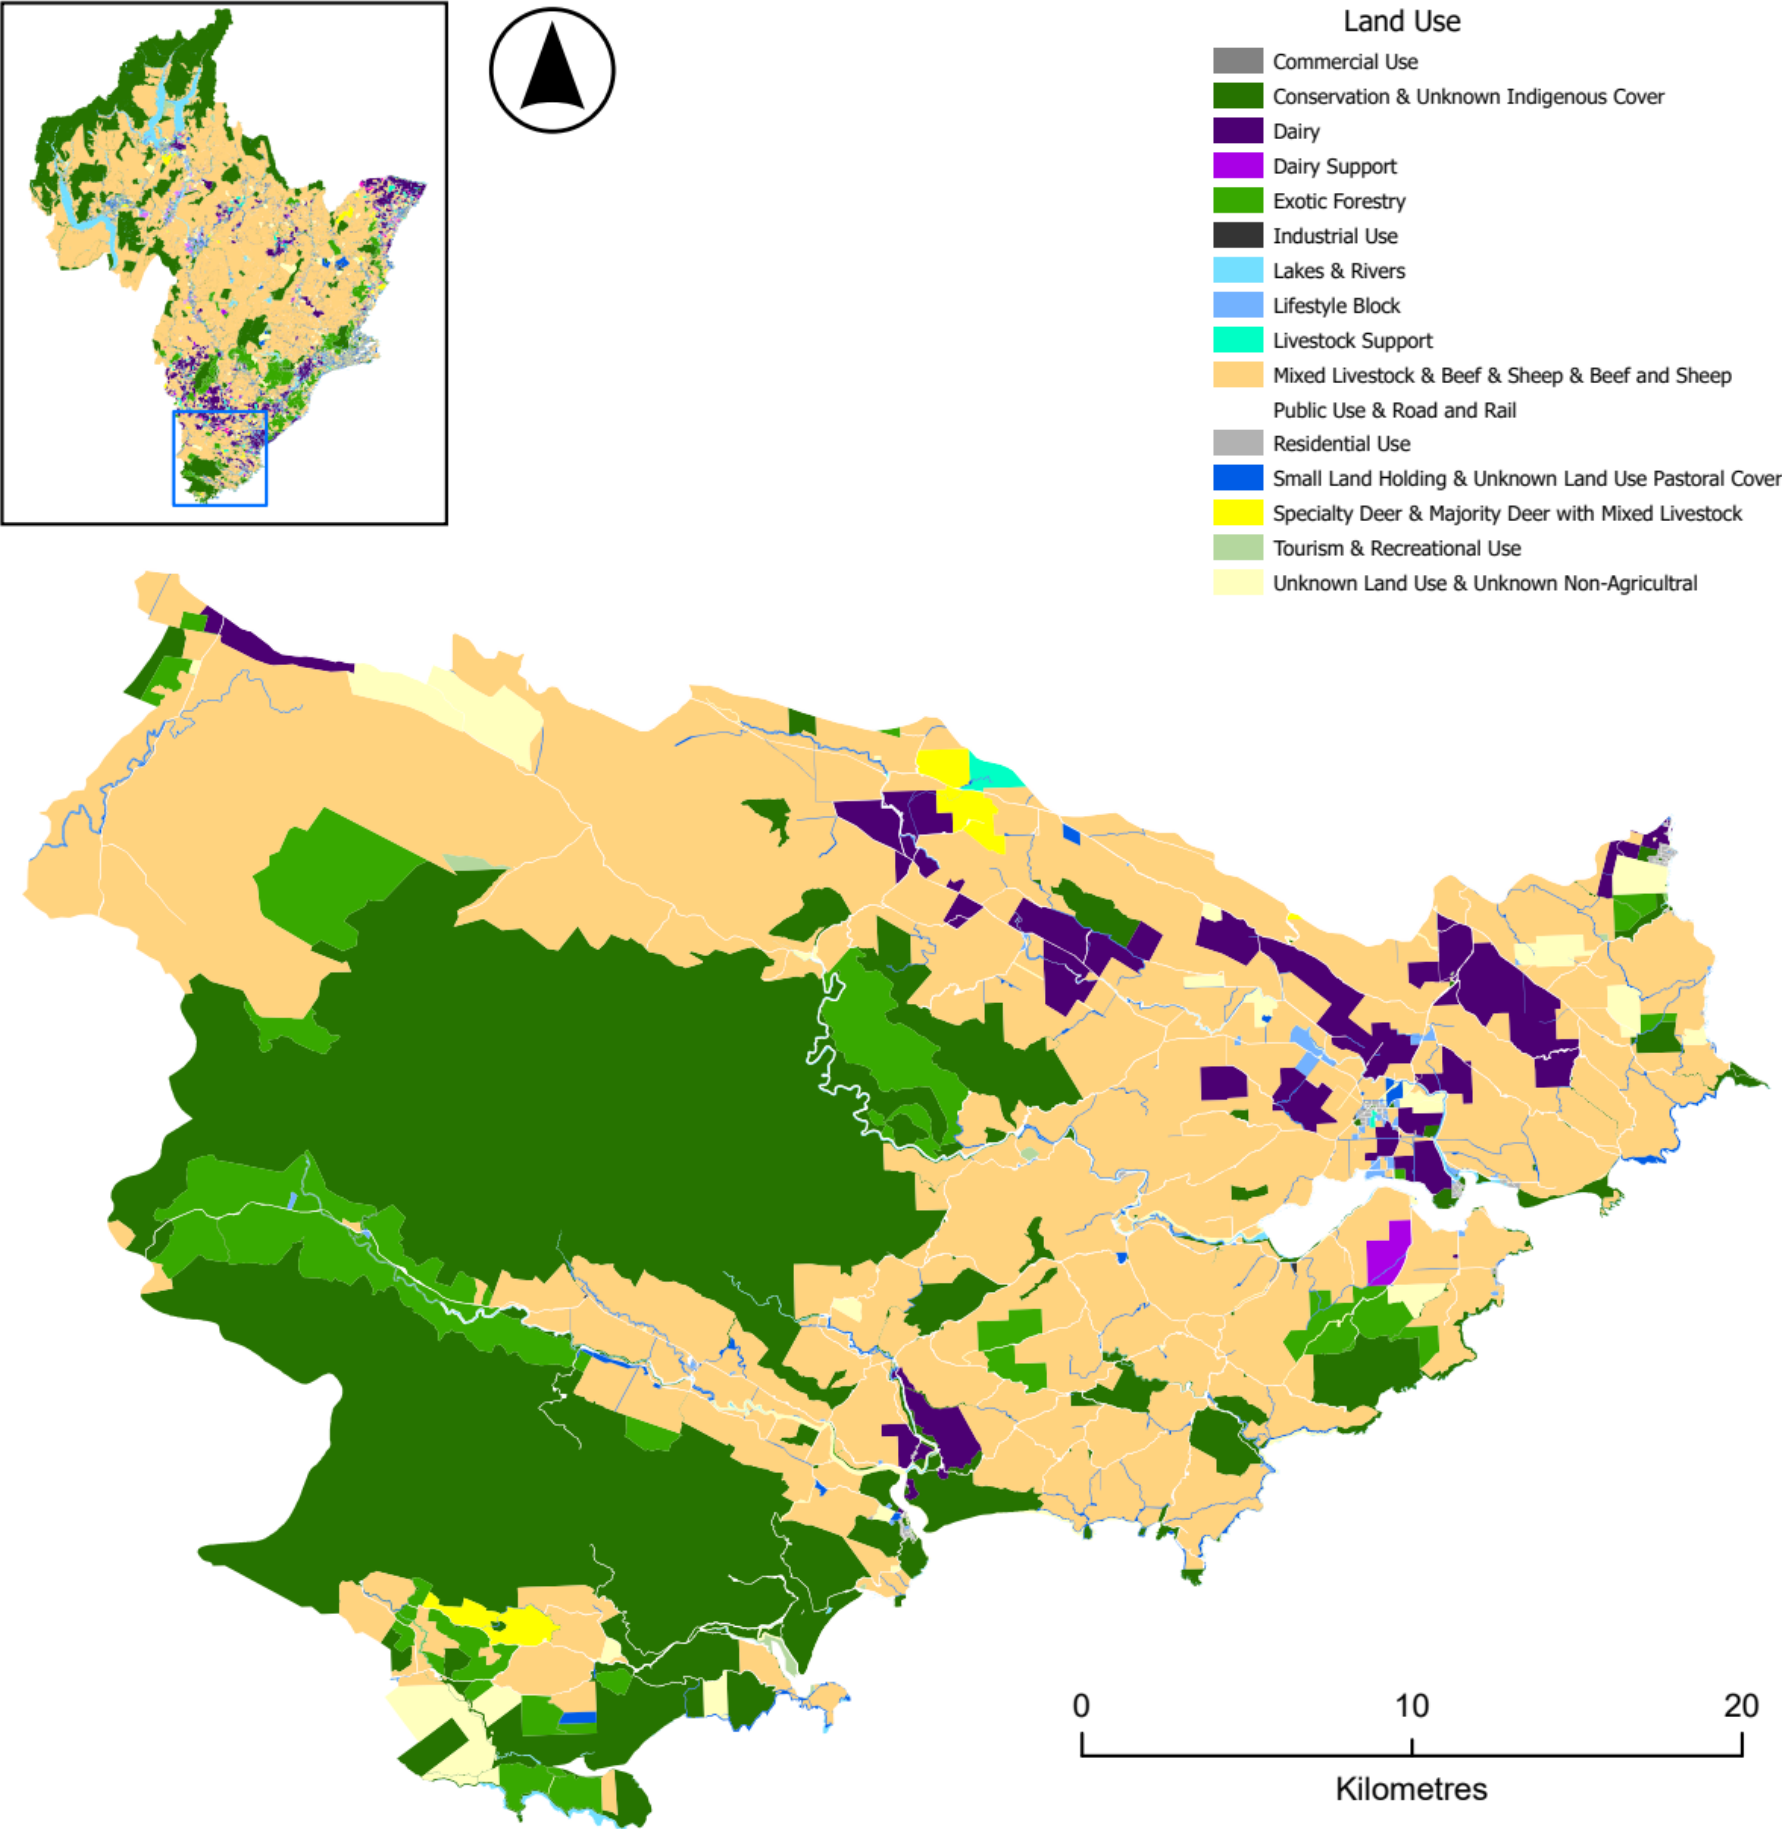 Land Use
Commercial Use
Conservation & Unknown Indigenous Cover
Dairy
Dairy Support
Exotic Forestry
Industrial Use
Lakes & Rivers
Lifestyle Block
Livestock Support
Mixed Livestock & Beef & Sheep & Beef and Sheep
Public Use & Road and Rail
Residential Use
Small Land Holding & Unknown Land Use Pastoral Cover
Specialty Deer & Majority Deer with Mixed Livestock
Tourism & Recreational Use
Unknown Land Use & Unknown Non-Agricultral
0 10 20
Kilometres